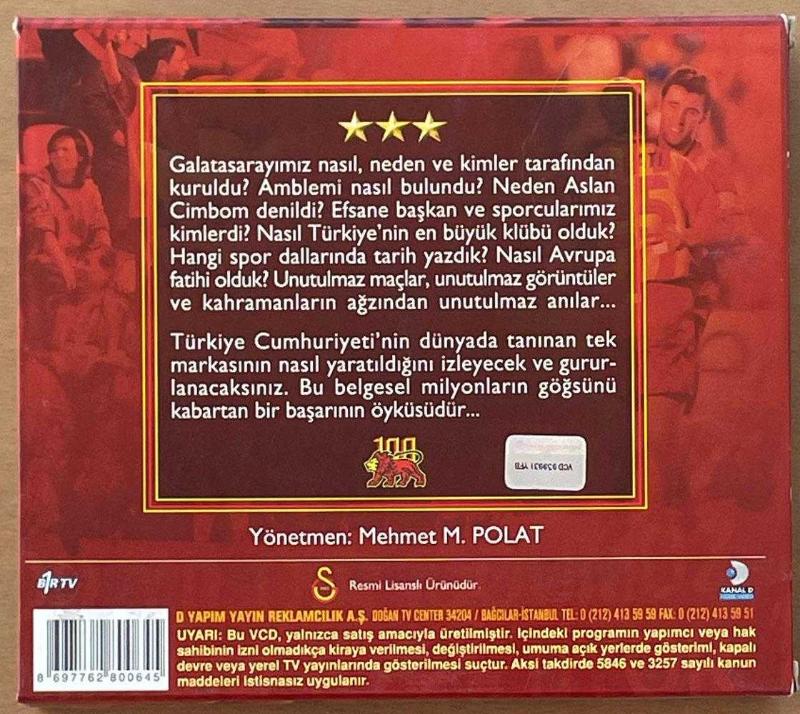 Galatasarayımız nasıl, neden ve kimler tarafından
kuruldu? Amblemi nasıl bulundu? Neden Aslan
Cimbom denildi? Efsane başkan ve sporcularımız
kimlerdi? Nasıl Türkiye'nin en büyük klübü olduk?
Hangi spor dallarında tarih yazdık? Nasıl Avrupa
fatihi olduk? Unutulmaz maçlar, unutulmaz görüntüler
ve kahramanların ağzından unutulmaz anılar...
Türkiye Cumhuriyeti'nin dünyada tanınan tek
markasının nasıl yaratıldığını izleyecek ve gurur-
lanacaksınız. Bu belgesel milyonların göğsünü
kabartan bir başarının öyküsüdür...
100
Yönetmen: Mehmet M. POLAT
B1R TV
Resmi Lisanslı Ürünüdür.
KANAL D
HOME VIDEO
D YAPIM YAYIN REKLAMCILIK A.Ş. DOĞAN TV CENTER 34204 / BAĞCILAR-İSTANBUL TEL: 0 (212) 413 59 59 FAX: 0 (212) 413 59 51
UYARI: Bu VCD, yalnızca satış amacıyla üretilmiştir. İçindeki programın yapımcı veya hak
sahibinin izni olmadıkça kiraya verilmesi, değiştirilmesi, umuma açık yerlerde gösterimi, kapalı
devre veya yerel TV yayınlarında gösterilmesi suçtur. Aksi takdirde 5846 ve 3257 sayılı kanun
maddeleri istisnasız uygulanır.
8 697762 800645